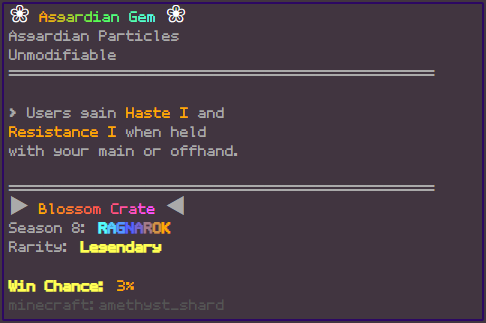 ❀ Asgardian Gem ❀
Asgardian Particles
Unmodifiable
> Users gain Haste I and
Resistance I when held
with your main or offhand.
▶ Blossom Crate ◀
Season 8: RAGNAROK
Rarity: Legendary
Win Chance: 3%
minecraft:amethyst_shard